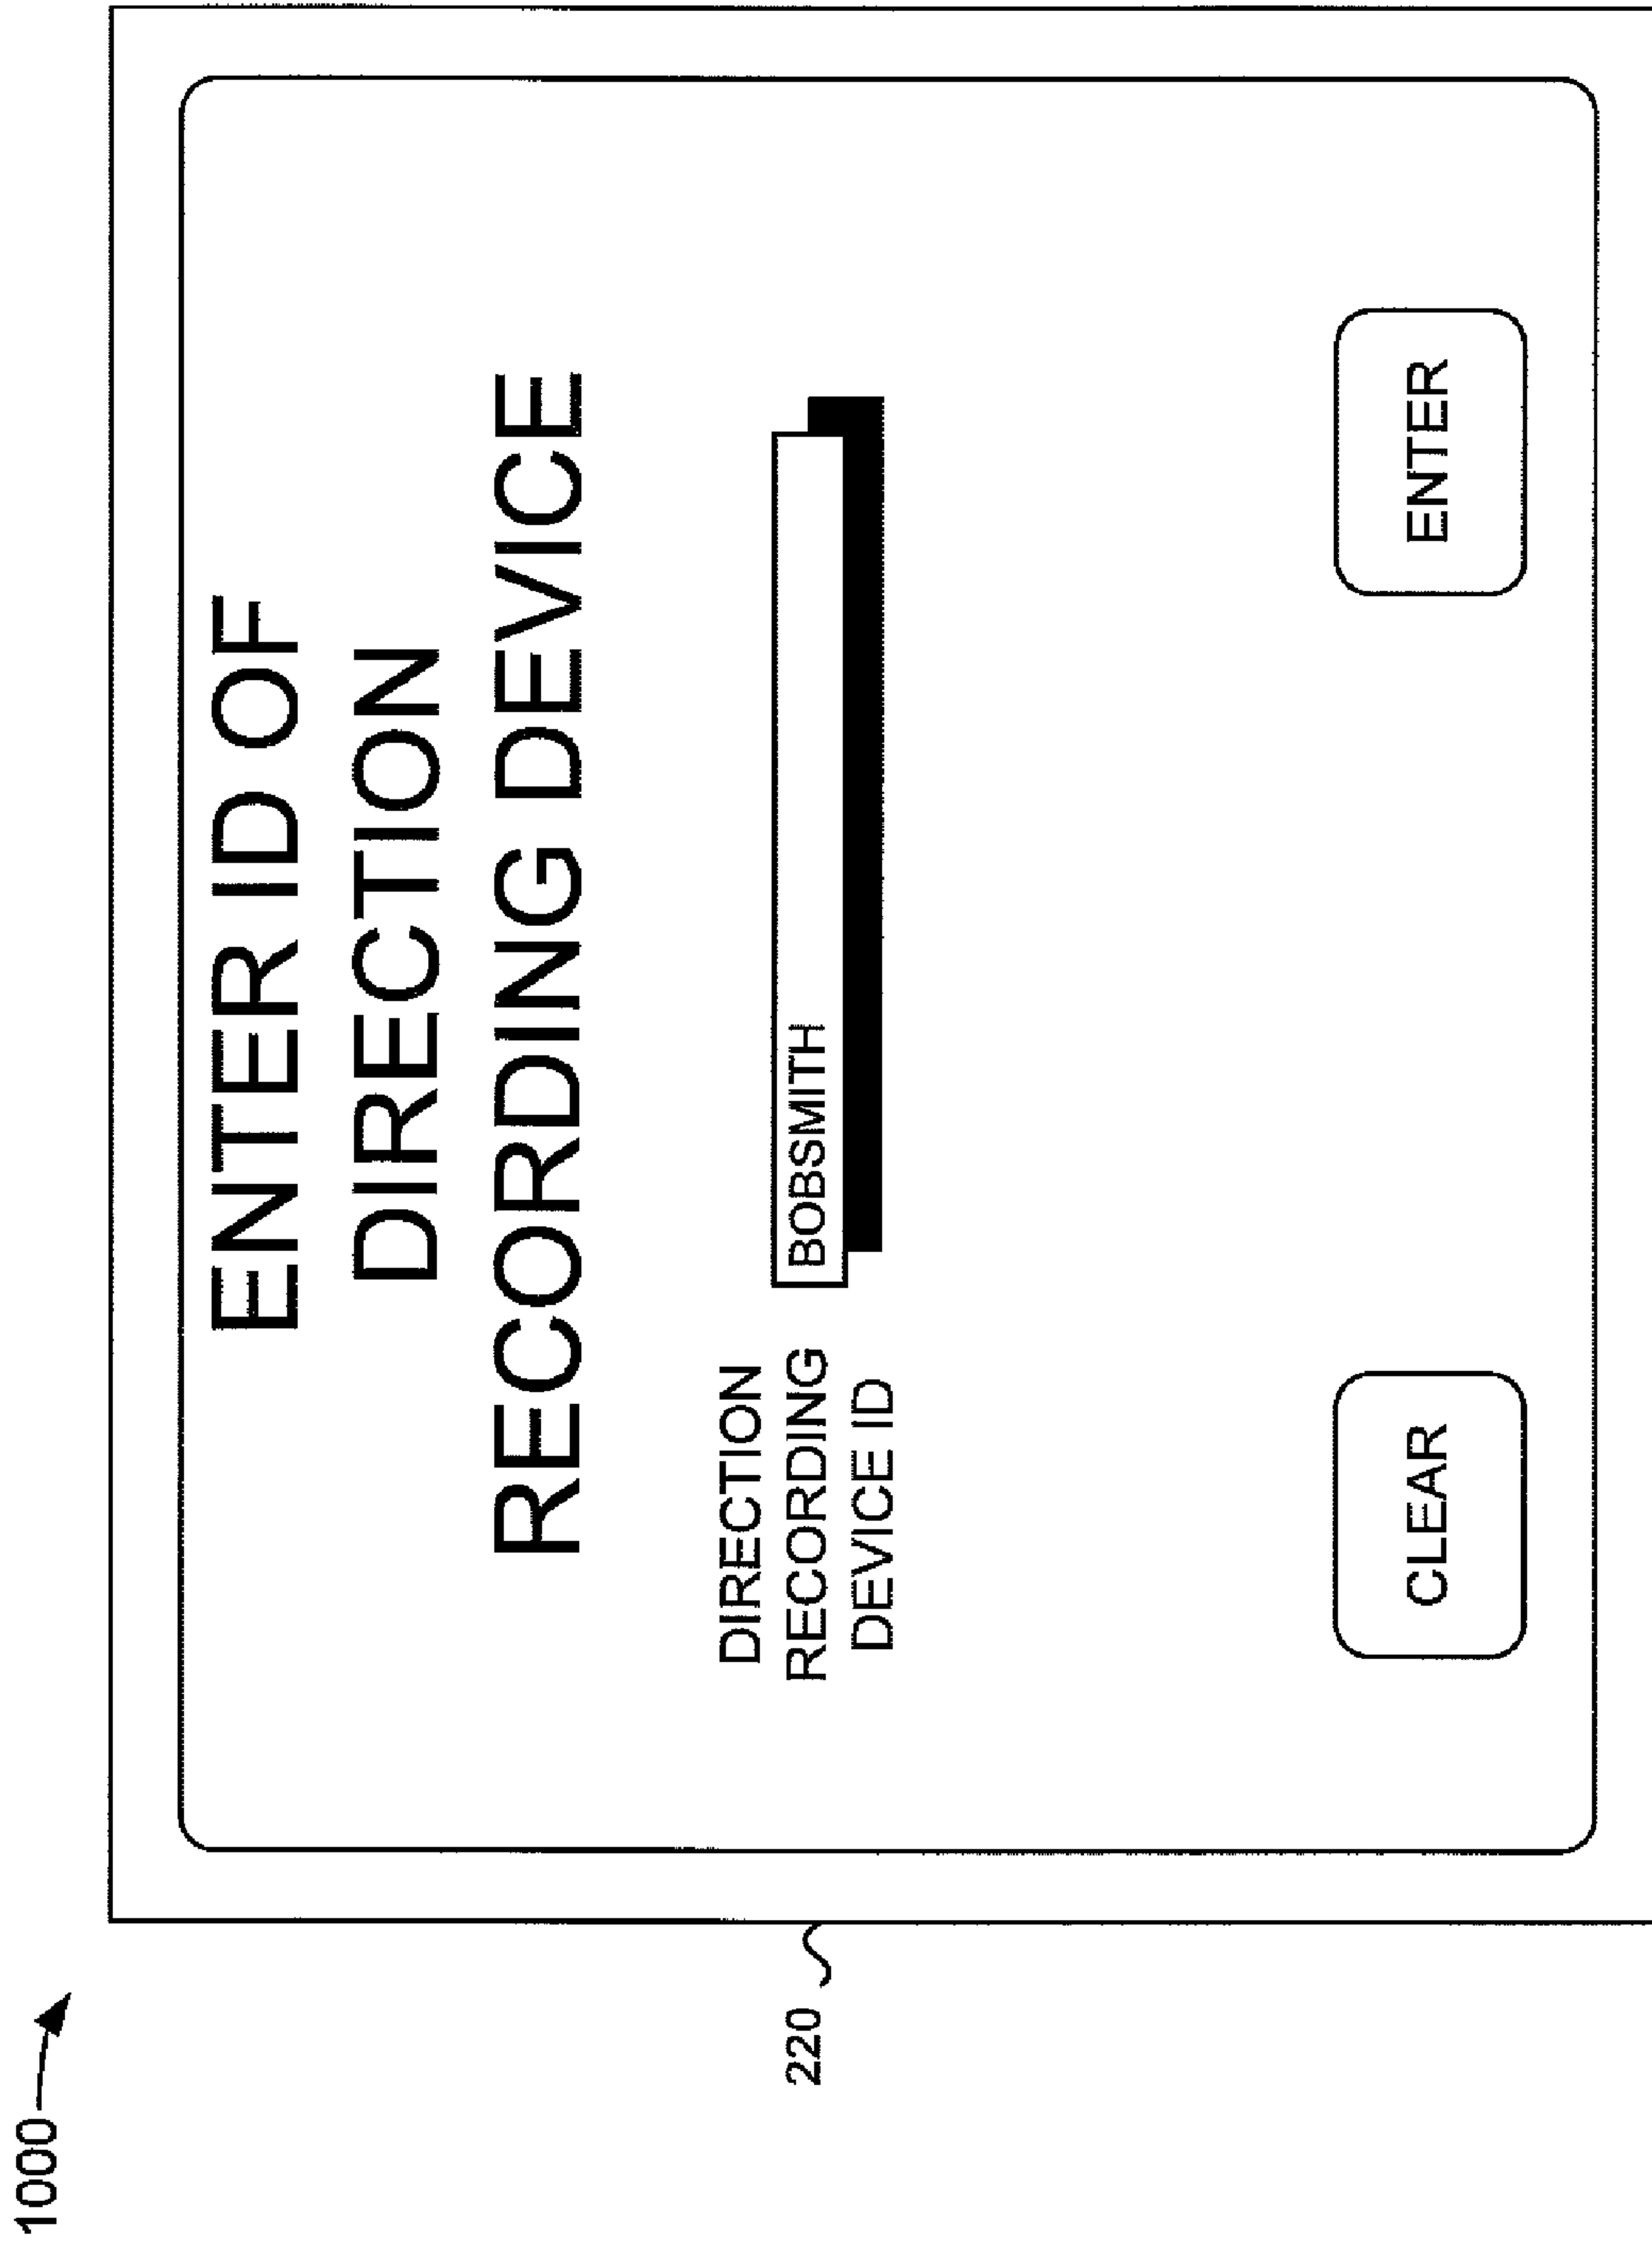 1000
ENTER ID OF
DIRECTION
RECORDING DEVICE
DIRECTION
RECORDING
DEVICE ID
BOBSMITH
220
CLEAR
ENTER